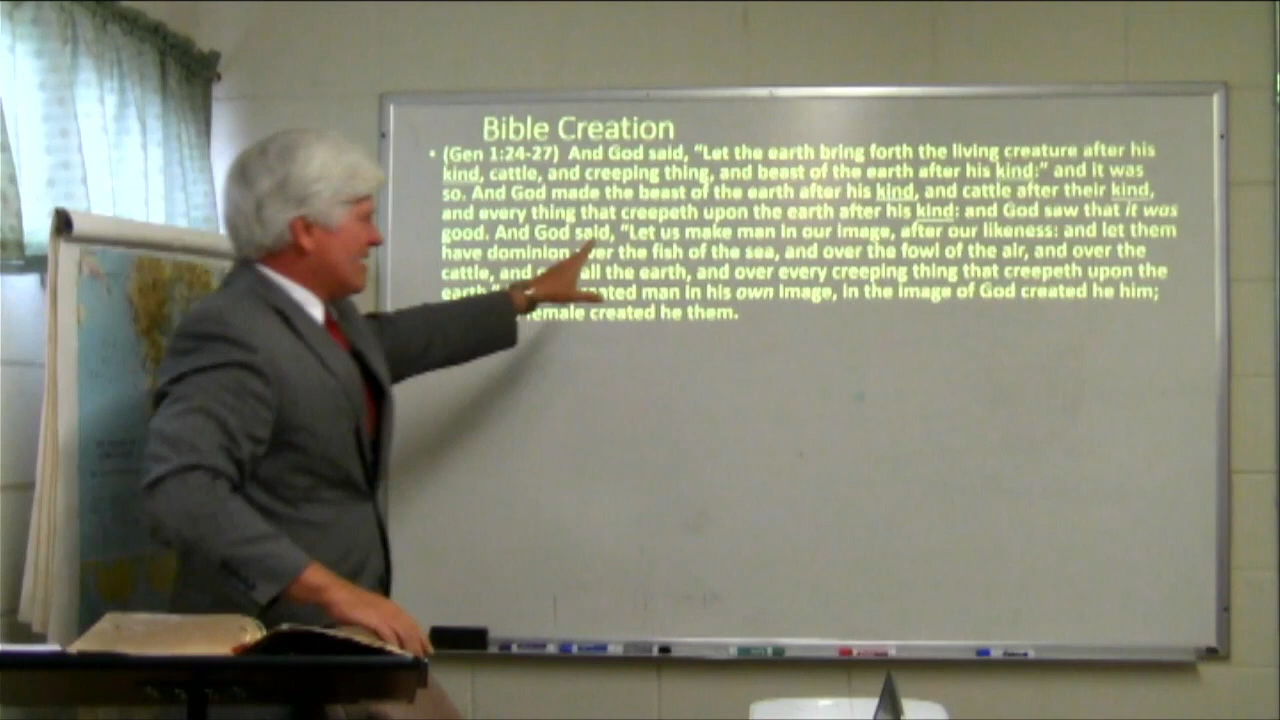 Bible Creation
• (Gen 1:24-27) And God said, “Let the earth bring forth the living creature after his
kind, cattle, and creeping thing, and beast of the earth after his kind:” and it was
so. And God made the beast of the earth after his kind, and cattle after their kind,
and every thing that creepeth upon the earth after his kind: and God saw that it was
good. And God said, “Let us make man in our image, after our likeness: and let them
have dominion over the fish of the sea, and over the fowl of the air, and over the
cattle, and all the earth, and over every creeping thing that creepeth upon the
earth man in his own image, in the image of God created he him;
female created he them.